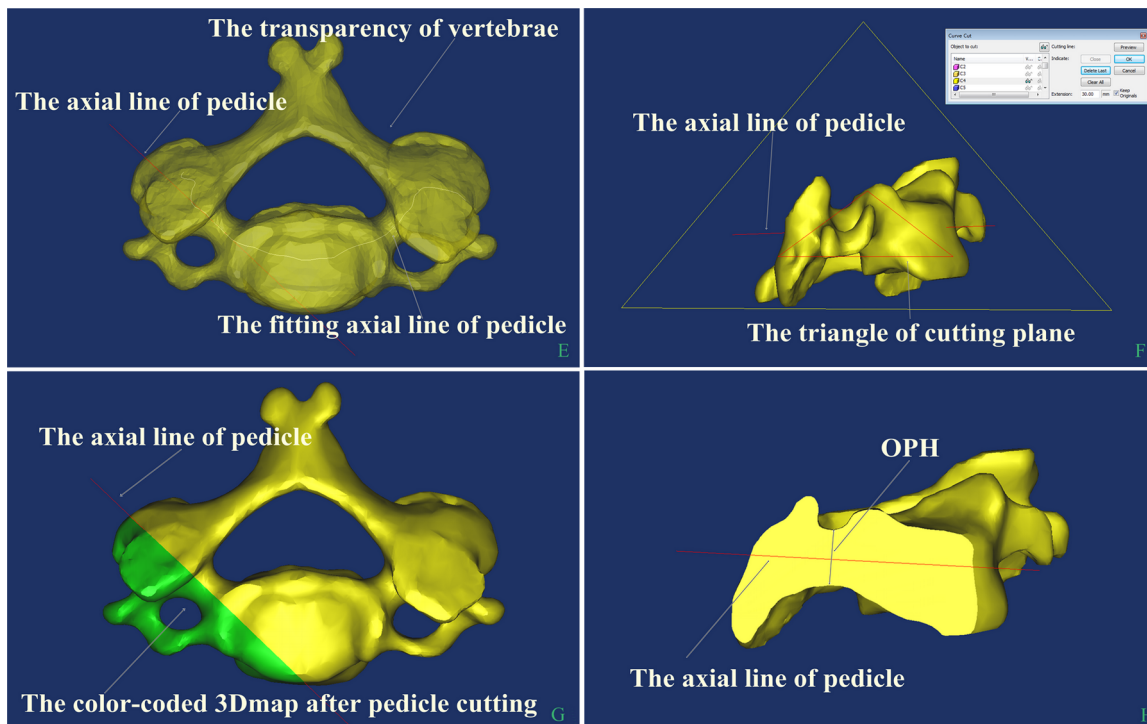 The transparency of vertebrae
The axial line of pedicle
The fitting axial line of pedicle
E
Curve Cut
Object to cut:
Cutting line:
Preview
Name
Indicate:
Clear
OK
C2
Delete Last
Cancel
C3
C4
Clear All
C5
Extension:
30.00
mm
Keep
Originals
The axial line of pedicle
The triangle of cutting plane
F
The axial line of pedicle
The color-coded 3Dmap after pedicle cutting
G
OPH
The axial line of pedicle